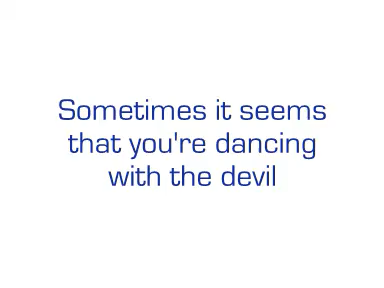 Sometimes it seems
that you're dancing
with the devil